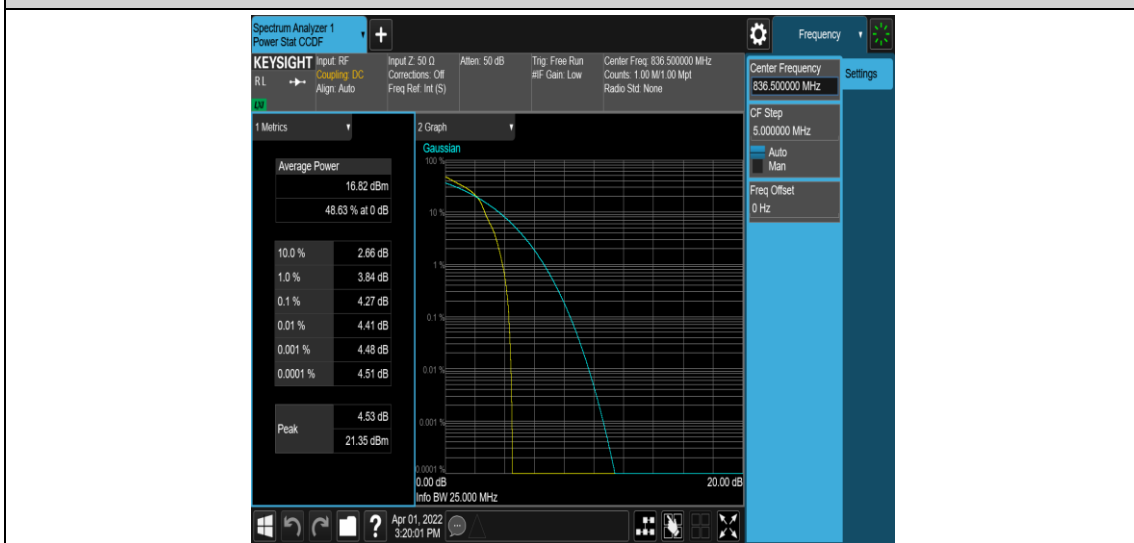 Spectrum Analyzer 1
Power Stat CCDF
Frequency
KEYSIGHT
Input: RF
Coupling: DC
Align: Auto
Input Z: 50 Ω
Corrections: Off
Freq Ref: Int (S)
Atten: 50 dB
Trig: Free Run
#IF Gain: Low
Center Freq: 836.500000 MHz
Counts: 1.00 M/1.00 Mpt
Radio Std: None
RL
LXI
Center Frequency
836.500000 MHz
Settings
CF Step
5.000000 MHz
Auto
Man
Freq Offset
0 Hz
1 Metrics
Average Power
16.82 dBm
48.63 % at 0 dB
10.0 % 2.66 dB
1.0 % 3.84 dB
0.1 % 4.27 dB
0.01 % 4.41 dB
0.001 % 4.48 dB
0.0001 % 4.51 dB
Peak
4.53 dB
21.35 dBm
2 Graph
Gaussian
100 %
10 %
1 %
0.1 %
0.01 %
0.001 %
0.0001 %
0.00 dB 20.00 dB
Info BW 25.000 MHz
?
Apr 01, 2022
3:20:01 PM